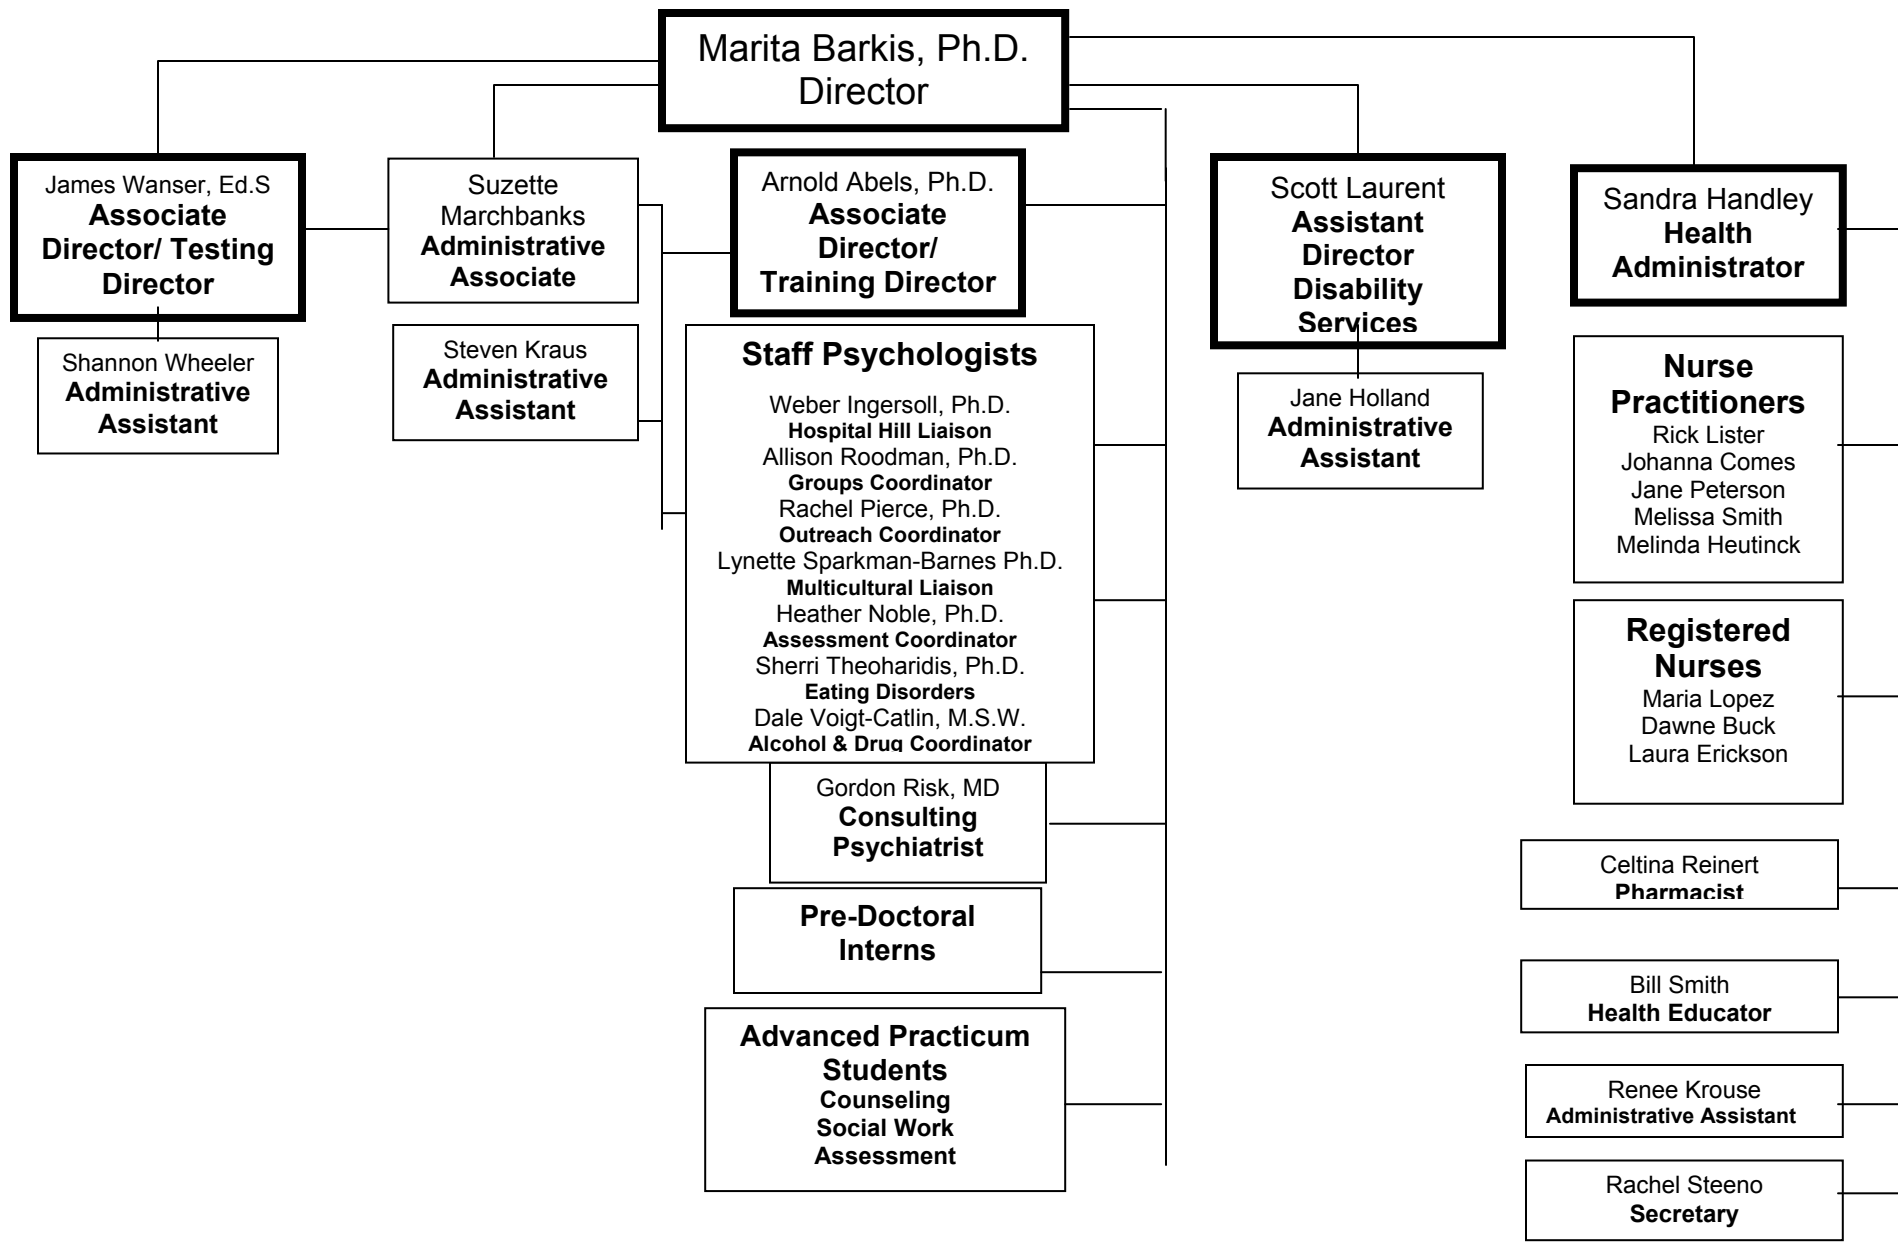 Marita Barkis, Ph.D.
Director
James Wanser, Ed.S
Associate
Director/ Testing
Director
Shannon Wheeler
Administrative
Assistant
Suzette
Marchbanks
Administrative
Associate
Steven Kraus
Administrative
Assistant
Arnold Abels, Ph.D.
Associate
Director/
Training Director
Staff Psychologists
Weber Ingersoll, Ph.D.
Hospital Hill Liaison
Allison Roodman, Ph.D.
Groups Coordinator
Rachel Pierce, Ph.D.
Outreach Coordinator
Lynette Sparkman-Barnes Ph.D.
Multicultural Liaison
Heather Noble, Ph.D.
Assessment Coordinator
Sherri Theoharidis, Ph.D.
Eating Disorders
Dale Voigt-Catlin, M.S.W.
Alcohol & Drug Coordinator
Gordon Risk, MD
Consulting
Psychiatrist
Pre-Doctoral
Interns
Advanced Practicum
Students
Counseling
Social Work
Assessment
Scott Laurent
Assistant
Director
Disability
Services
Jane Holland
Administrative
Assistant
Sandra Handley
Health
Administrator
Nurse
Practitioners
Rick Lister
Johanna Comes
Jane Peterson
Melissa Smith
Melinda Heutinck
Registered
Nurses
Maria Lopez
Dawne Buck
Laura Erickson
Celtina Reinert
Pharmacist
Bill Smith
Health Educator
Renee Krouse
Administrative Assistant
Rachel Steeno
Secretary